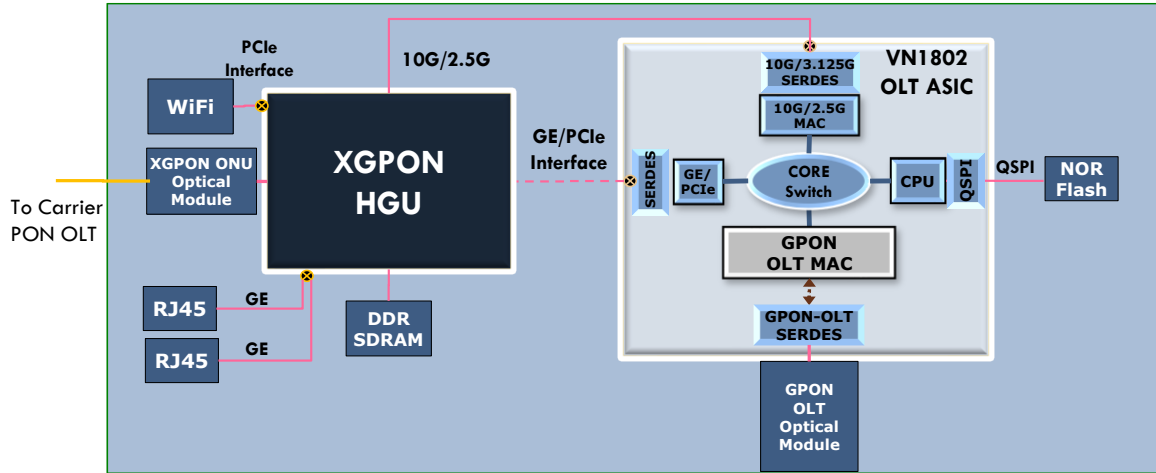 PCIe
Interface
10G/2.5G
VN1802
OLT ASIC
10G/3.125G
SERDES
10G/2.5G
MAC
WiFi
XGPON ONU
Optical
Module
XGPON
HGU
GE/PCIe
Interface
SERDES
GE/
PCIe
CORE
Switch
CPU
QSPI
QSPI
NOR
Flash
To Carrier
PON OLT
GPON
OLT MAC
GPON-OLT
SERDES
RJ45
GE
RJ45
GE
DDR
SDRAM
GPON
OLT
Optical
Module